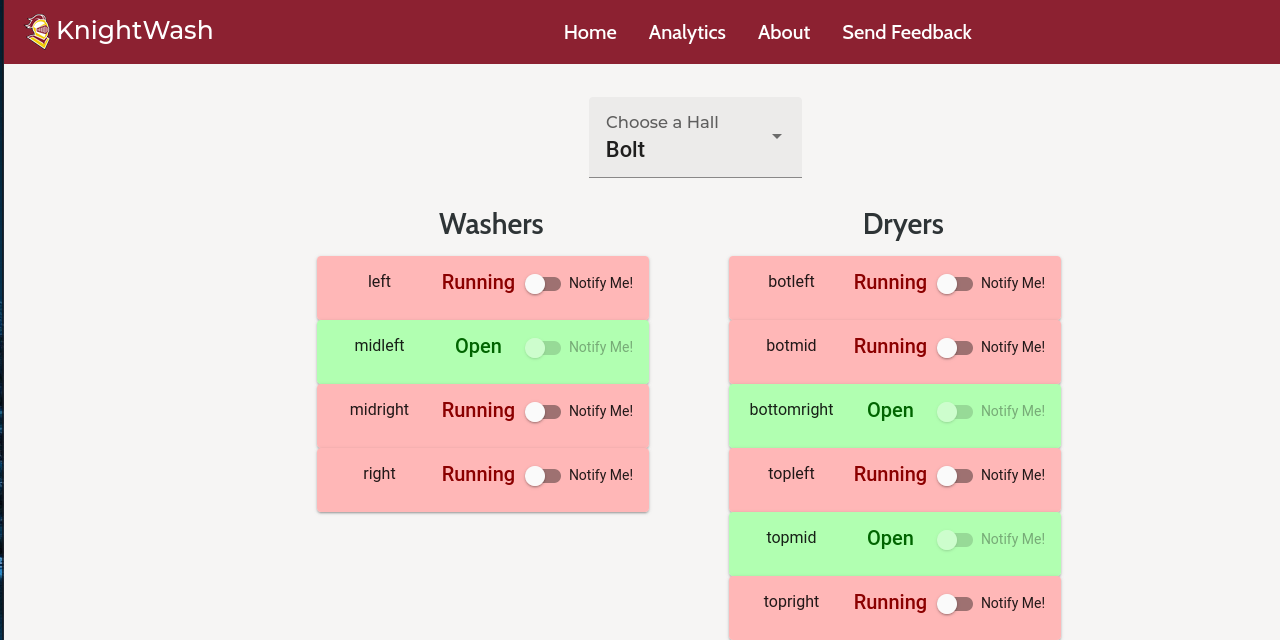 KnightWash
Home Analytics About Send Feedback
Choose a Hall
Bolt
Washers
left Running Notify Me!
midleft Open Notify Me!
midright Running Notify Me!
right Running Notify Me!
Dryers
botleft Running Notify Me!
botmid Running Notify Me!
bottomright Open Notify Me!
topleft Running Notify Me!
topmid Open Notify Me!
topright Running Notify Me!